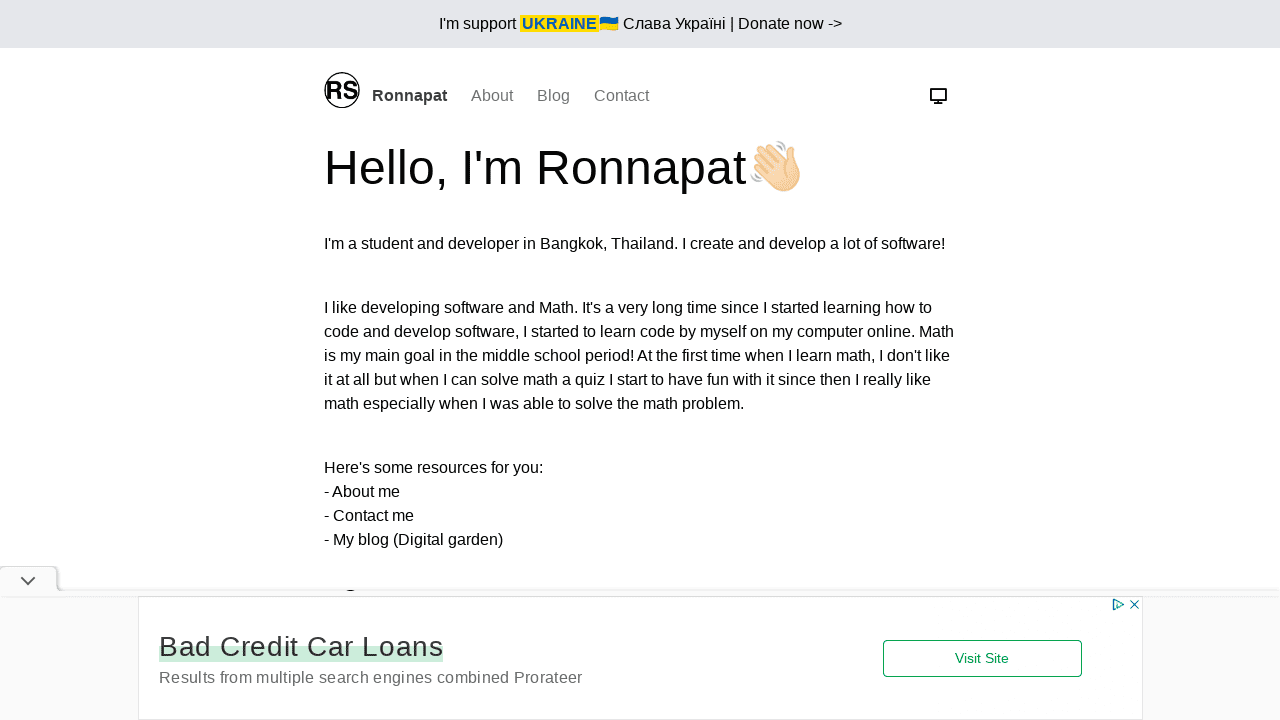 I'm support UKRAINE🇺🇦 Слава Україні | Donate now ->
RS Ronnapat About Blog Contact
Hello, I'm Ronnapat👋🏻
I'm a student and developer in Bangkok, Thailand. I create and develop a lot of software!
I like developing software and Math. It's a very long time since I started learning how to
code and develop software, I started to learn code by myself on my computer online. Math
is my main goal in the middle school period! At the first time when I learn math, I don't like
it at all but when I can solve math a quiz I start to have fun with it since then I really like
math especially when I was able to solve the math problem.
Here's some resources for you:
- About me
- Contact me
- My blog (Digital garden)
Bad Credit Car Loans
Results from multiple search engines combined Prorateer
Visit Site